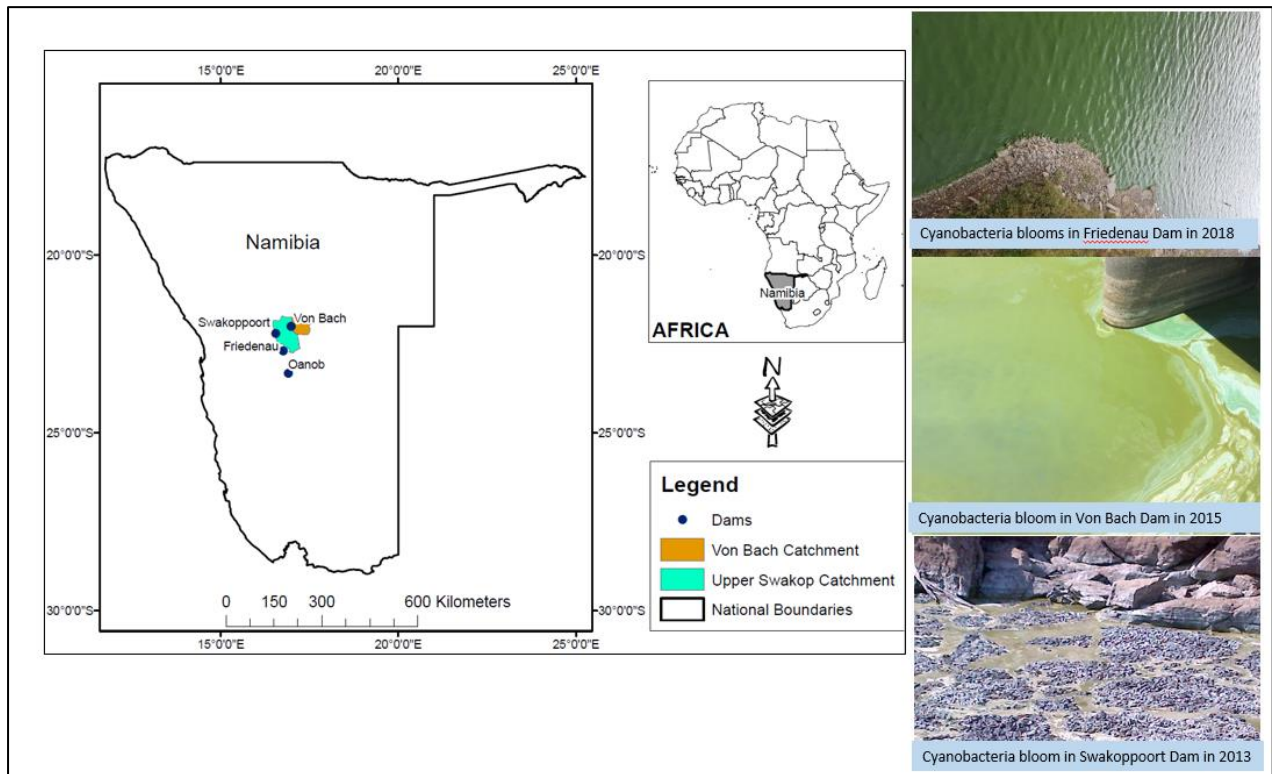 15°0'0"E 20°0'0"E 25°0'0"E
Namibia
20°0'0"S 20°0'0"S
Swakoppoort Von Bach
Friedenau
Oanob
25°0'0"S 25°0'0"S
30°0'0"S 30°0'0"S
0 150 300 600 Kilometers
15°0'0"E 20°0'0"E 25°0'0"E
Namibia
AFRICA
N
Legend
Dams
Von Bach Catchment
Upper Swakop Catchment
National Boundaries
Cyanobacteria blooms in Friedenau Dam in 2018
Cyanobacteria bloom in Von Bach Dam in 2015
Cyanobacteria bloom in Swakoppoort Dam in 2013